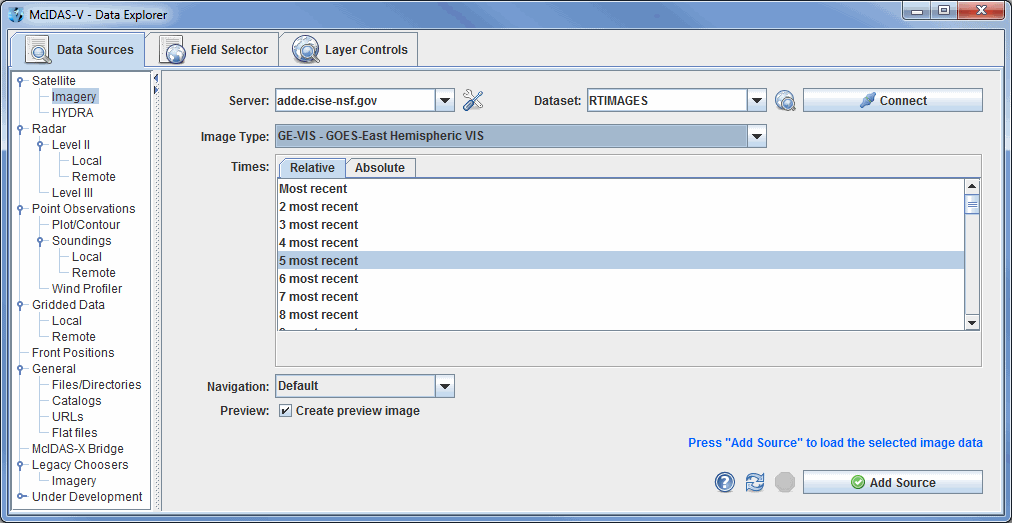 McIDAS-V - Data Explorer
Data Sources Field Selector Layer Controls
Satellite
Imagery
HYDRA
Radar
Level II
Local
Remote
Level III
Point Observations
Plot/Contour
Soundings
Local
Remote
Wind Profiler
Gridded Data
Local
Remote
Front Positions
General
Files/Directories
Catalogs
URLs
Flat files
McIDAS-X Bridge
Legacy Choosers
Imagery
Under Development
Server: adde.cise-nsf.gov Dataset: RTIMAGES Connect
Image Type: GE-VIS - GOES-East Hemispheric VIS
Times: Relative Absolute
Most recent
2 most recent
3 most recent
4 most recent
5 most recent
6 most recent
7 most recent
8 most recent
Navigation: Default
Preview: Create preview image
Press "Add Source" to load the selected image data
? Add Source